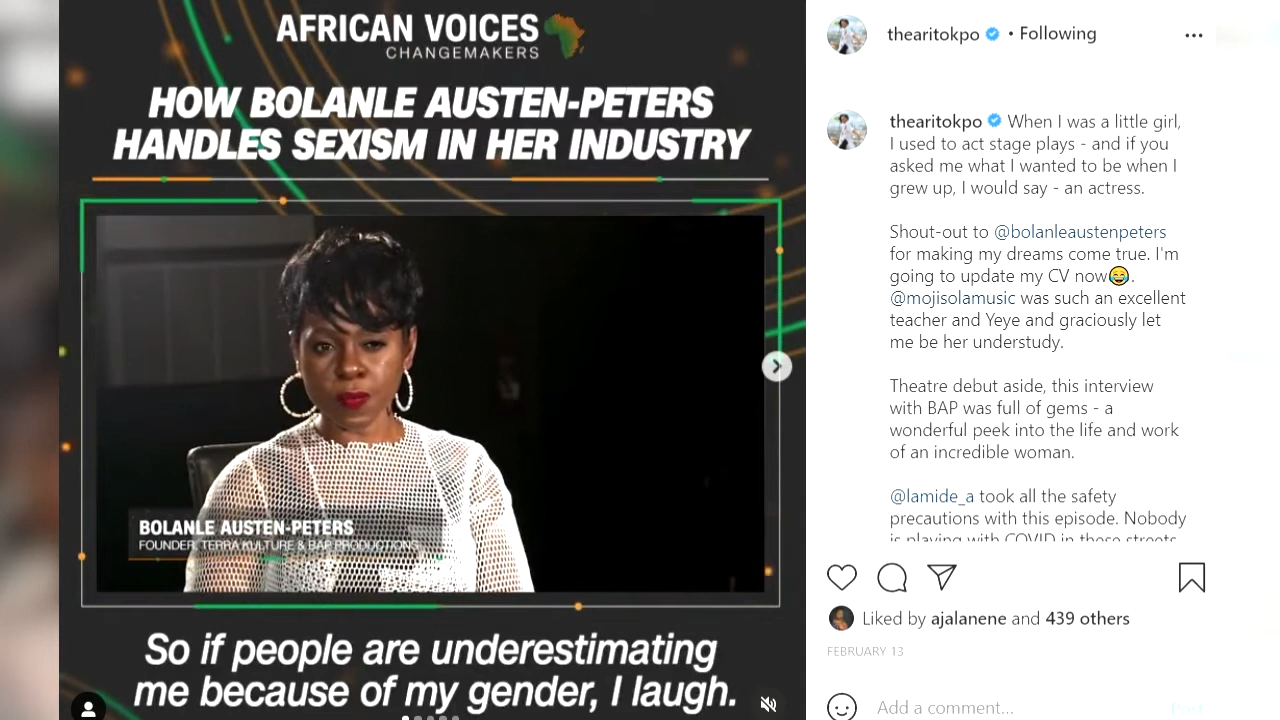 AFRICAN VOICES
CHANGEMAKERS
HOW BOLANLE AUSTEN-PETERS
HANDLES SEXISM IN HER INDUSTRY
BOLANLE AUSTEN-PETERS
FOUNDER, TERRA KULTURE & BAP PRODUCTIONS
So if people are underestimating
me because of my gender, I laugh.
thearitokpo • Following
thearitokpo When I was a little girl,
I used to act stage plays - and if you
asked me what I wanted to be when I
grew up, I would say - an actress.
Shout-out to @bolanleaustenpeters
for making my dreams come true. I'm
going to update my CV now😂.
@mojisolamusic was such an excellent
teacher and Yeye and graciously let
me be her understudy.
Theatre debut aside, this interview
with BAP was full of gems - a
wonderful peek into the life and work
of an incredible woman.
@lamide_a took all the safety
precautions with this episode. Nobody
is playing with COVID in these streets
Liked by ajalanene and 439 others
FEBRUARY 13
Add a comment...
Post